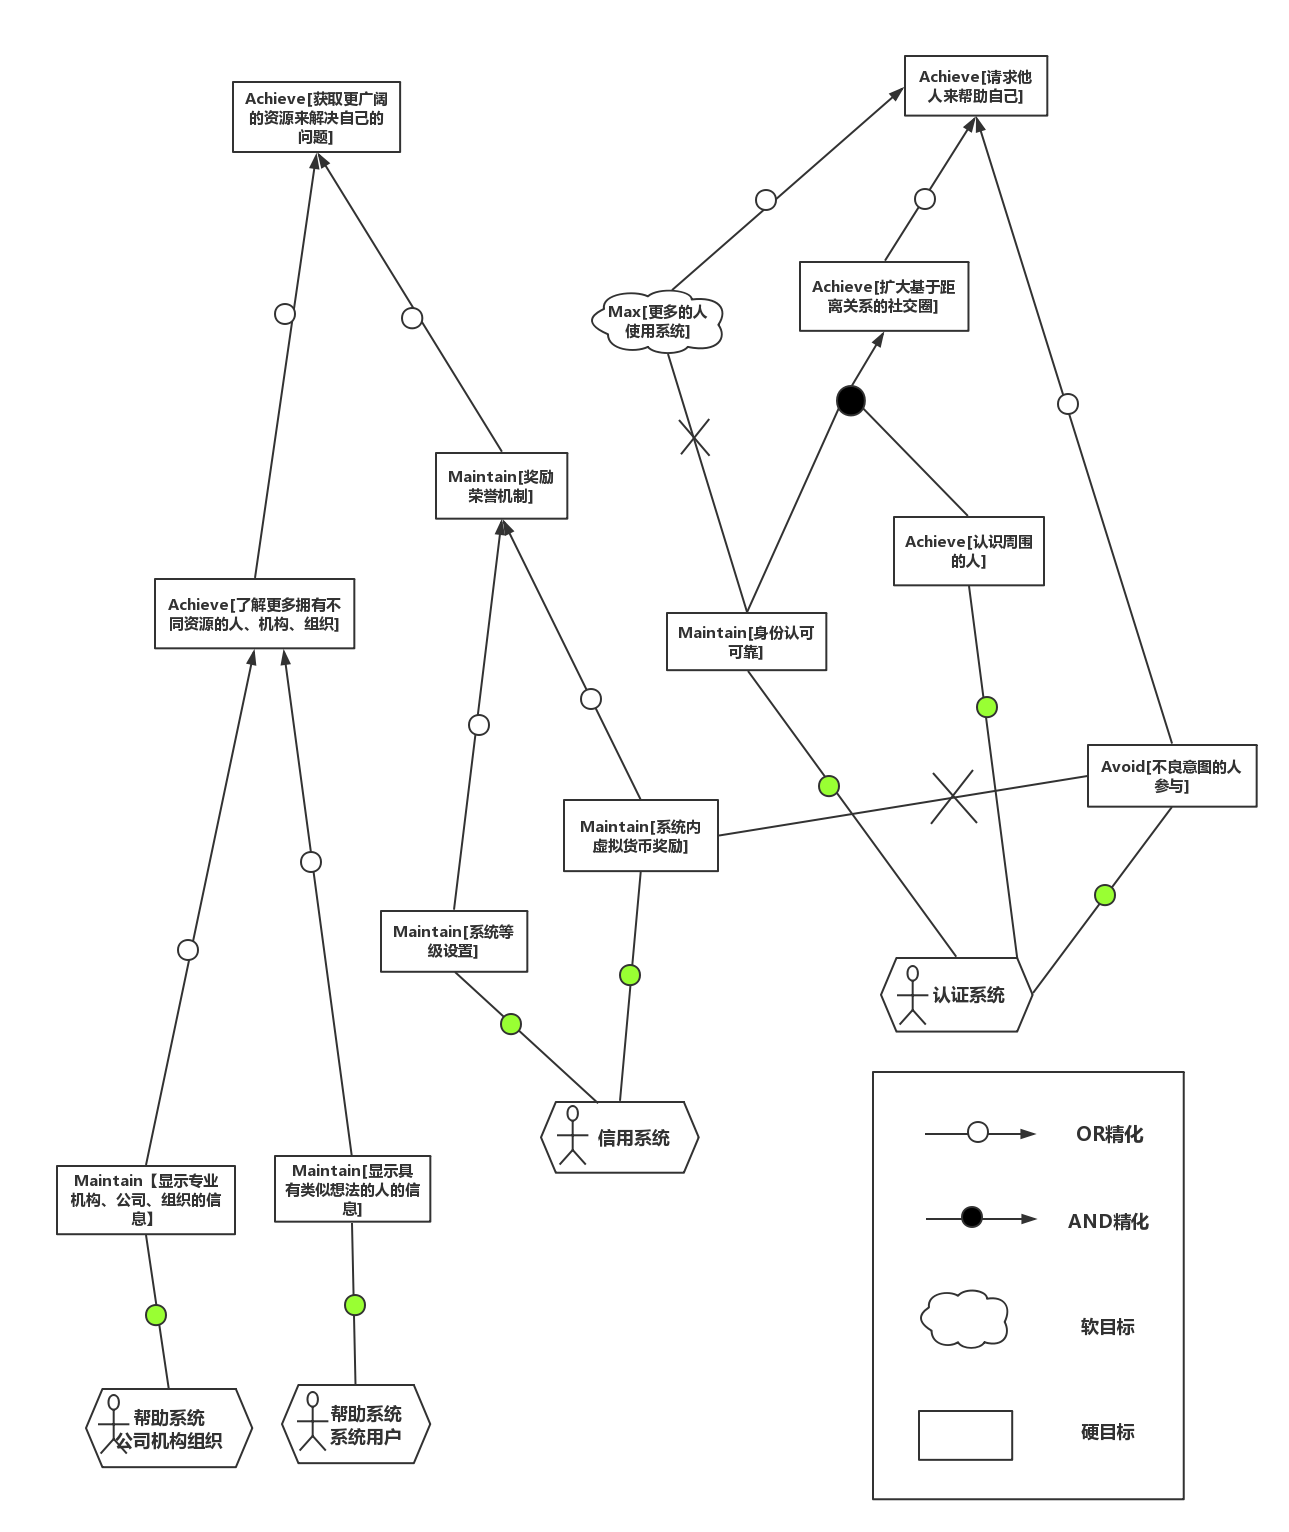 Achieve[获取更广阔
的资源来解决自己的
问题]
Achieve[请求他
人来帮助自己]
Max[更多的人
使用系统]
Achieve[扩大基于距
离关系的社交圈]
Maintain[奖励
荣誉机制]
Achieve[认识周围
的人]
Achieve[了解更多拥有不
同资源的人、机构、组织]
Maintain[身份认可
可靠]
Avoid[不良意图的人
参与]
Maintain[系统内
虚拟货币奖励]
Maintain[系统等
级设置]
认证系统
信用系统
Maintain【显示专业
机构、公司、组织的信
息】
Maintain[显示具
有类似想法的人的信
息]
帮助系统
公司机构组织
帮助系统
系统用户
OR精化
AND精化
软目标
硬目标